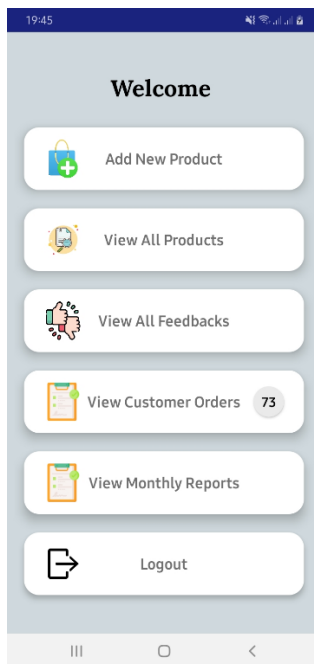 19:45
Welcome
Add New Product
View All Products
View All Feedbacks
View Customer Orders 73
View Monthly Reports
Logout